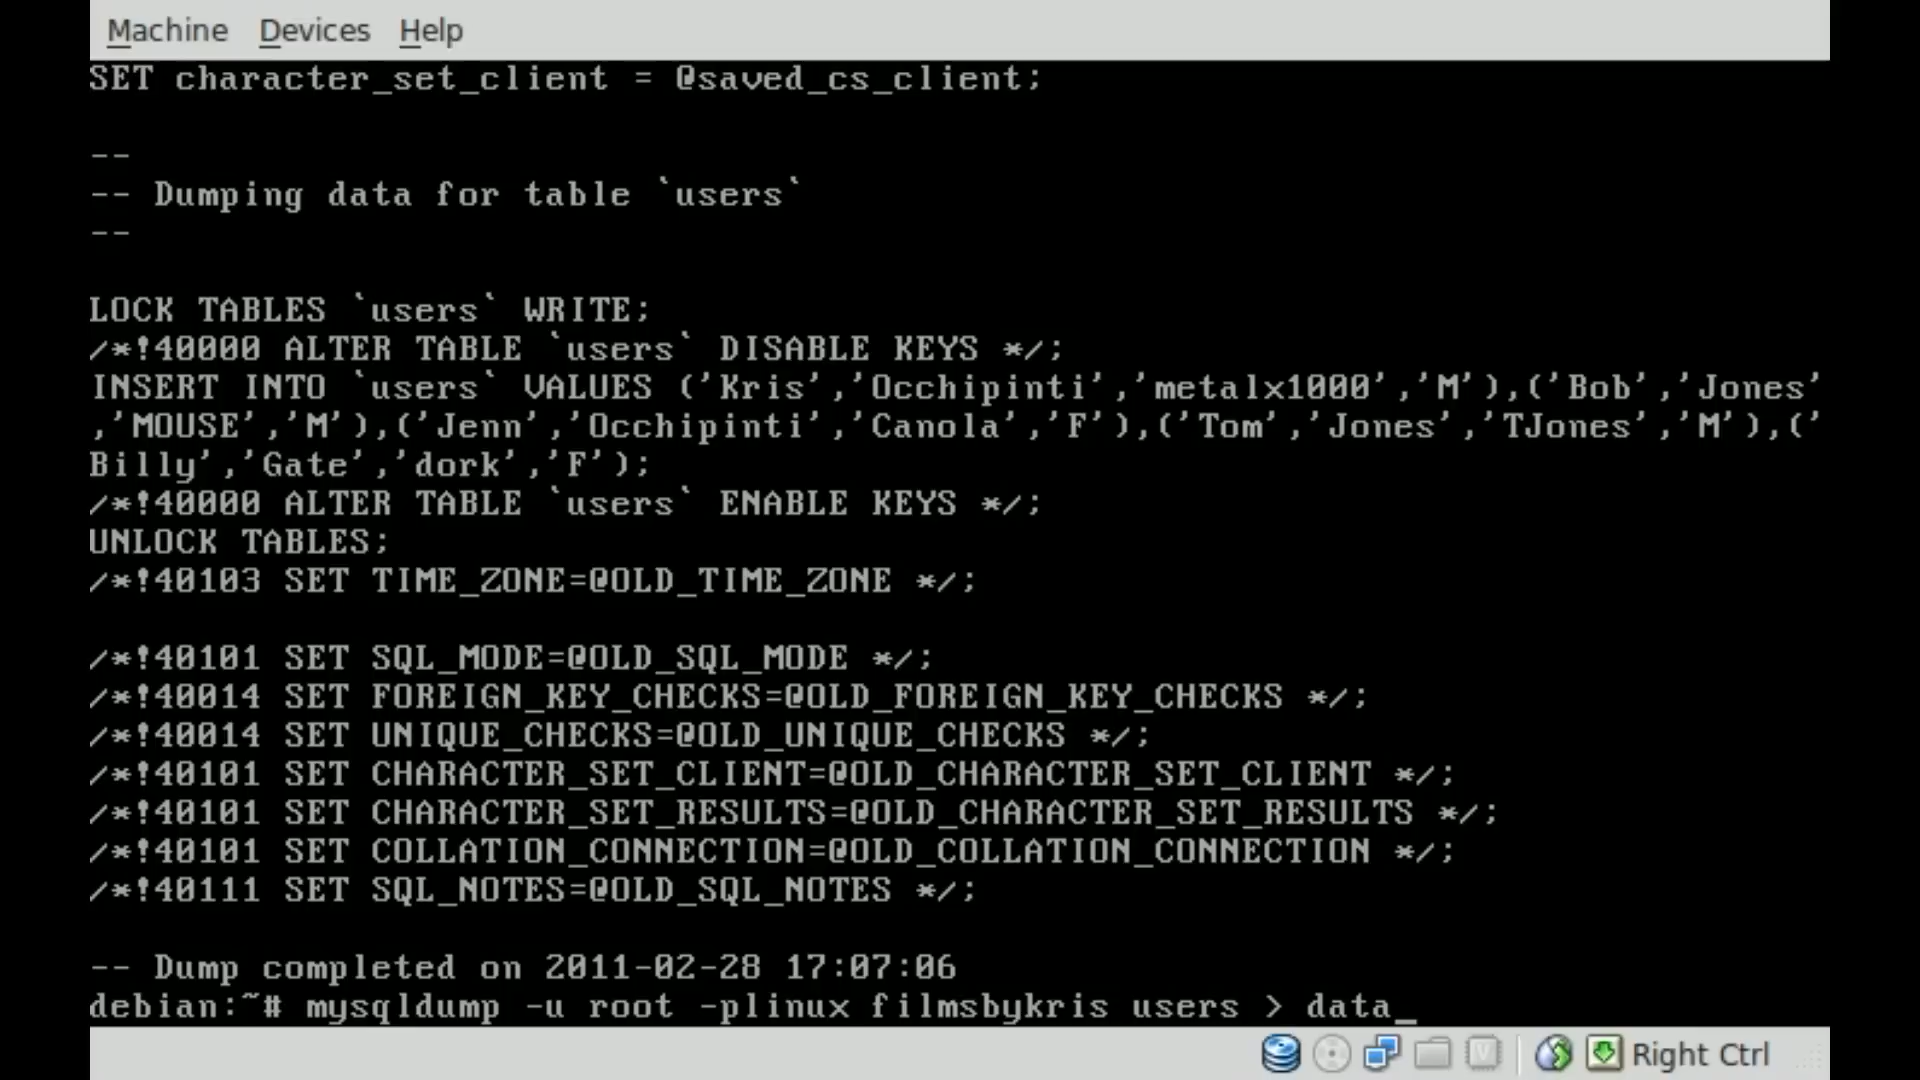 Machine Devices Help
SET character_set_client = @saved_cs_client;
--
-- Dumping data for table `users`
--
LOCK TABLES `users` WRITE;
/*!40000 ALTER TABLE `users` DISABLE KEYS */;
INSERT INTO `users` VALUES ('Kris','Occhipinti','metalx1000','M'),('Bob','Jones'
,'MOUSE','M'),('Jenn','Occhipinti','Canola','F'),('Tom','Jones','TJones','M'),('
Billy','Gate','dork','F');
/*!40000 ALTER TABLE `users` ENABLE KEYS */;
UNLOCK TABLES;
/*!40103 SET TIME_ZONE=@OLD_TIME_ZONE */;
/*!40101 SET SQL_MODE=@OLD_SQL_MODE */;
/*!40014 SET FOREIGN_KEY_CHECKS=@OLD_FOREIGN_KEY_CHECKS */;
/*!40014 SET UNIQUE_CHECKS=@OLD_UNIQUE_CHECKS */;
/*!40101 SET CHARACTER_SET_CLIENT=@OLD_CHARACTER_SET_CLIENT */;
/*!40101 SET CHARACTER_SET_RESULTS=@OLD_CHARACTER_SET_RESULTS */;
/*!40101 SET COLLATION_CONNECTION=@OLD_COLLATION_CONNECTION */;
/*!40111 SET SQL_NOTES=@OLD_SQL_NOTES */;
-- Dump completed on 2011-02-28 17:07:06
debian:~# mysqldump -u root -plinux filmsbykris users > data_
Right Ctrl